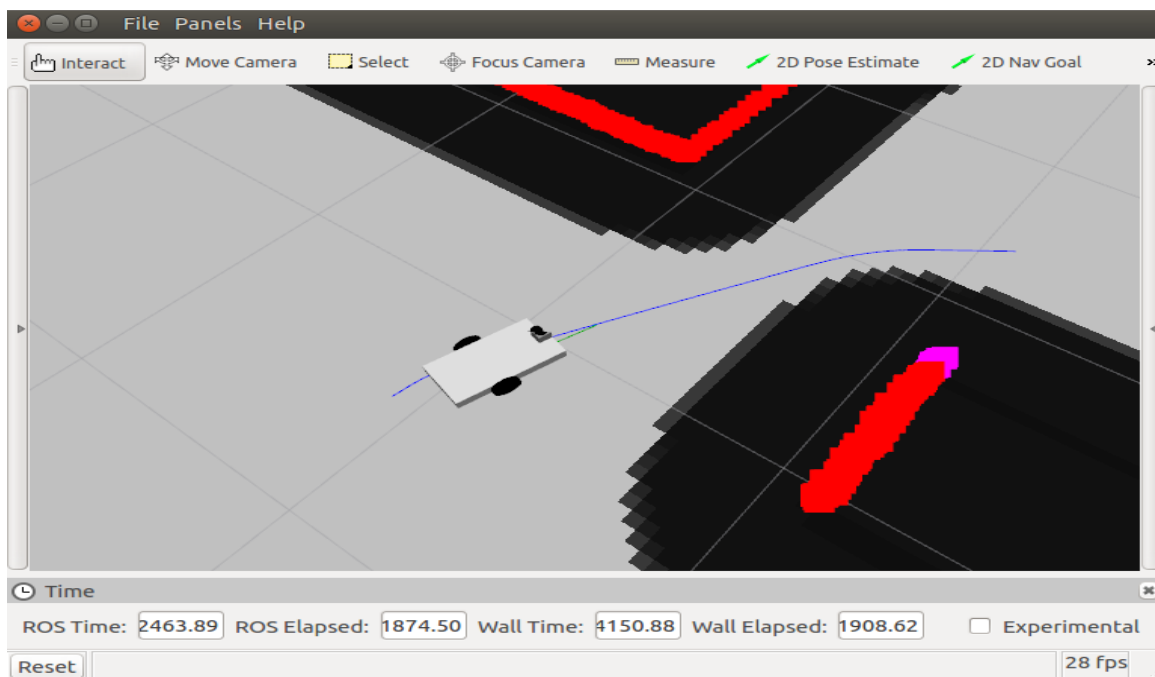 File Panels Help
Interact Move Camera Select Focus Camera Measure 2D Pose Estimate 2D Nav Goal »
Time
ROS Time: 2463.89 ROS Elapsed: 1874.50 Wall Time: 4150.88 Wall Elapsed: 1908.62 Experimental
Reset 28 fps